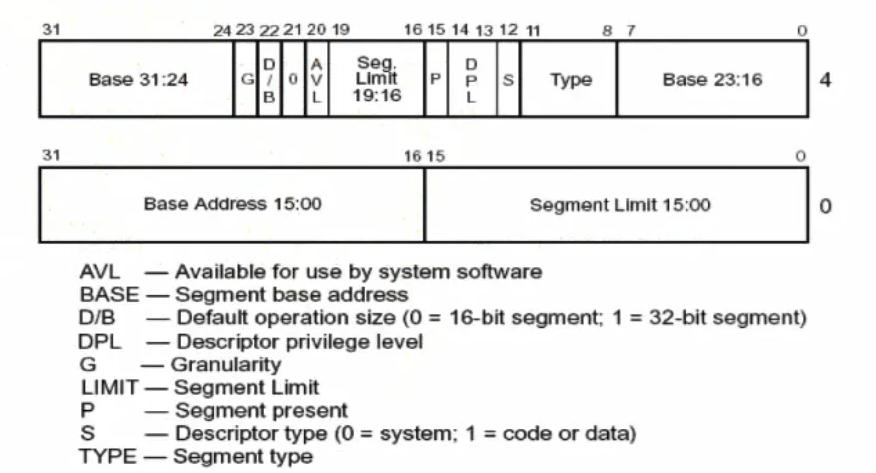 31 24 23 22 21 20 19 16 15 14 13 12 11 8 7 0
Base 31:24 G D/B 0 AVL Seg. Limit 19:16 P DPL S Type Base 23:16 4
31 16 15 0
Base Address 15:00 Segment Limit 15:00 0
AVL — Available for use by system software
BASE — Segment base address
D/B — Default operation size (0 = 16-bit segment; 1 = 32-bit segment)
DPL — Descriptor privilege level
G — Granularity
LIMIT — Segment Limit
P — Segment present
S — Descriptor type (0 = system; 1 = code or data)
TYPE — Segment type